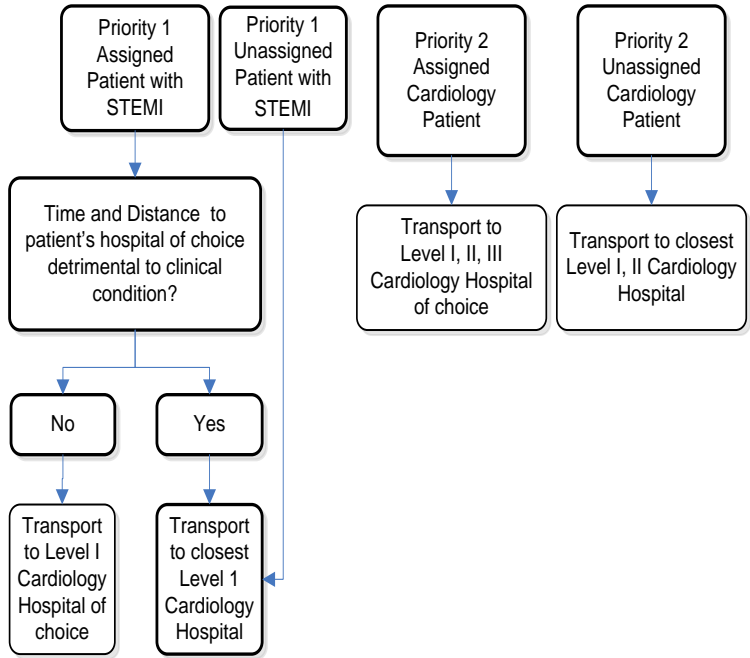 Priority 1
Assigned
Patient with
STEMI
Priority 1
Unassigned
Patient with
STEMI
Priority 2
Assigned
Cardiology
Patient
Priority 2
Unassigned
Cardiology
Patient
Time and Distance to
patient's hospital of choice
detrimental to clinical
condition?
Transport to
Level I, II, III
Cardiology Hospital
of choice
Transport to closest
Level I, II Cardiology
Hospital
No
Yes
Transport
to Level I
Cardiology
Hospital of
choice
Transport
to closest
Level 1
Cardiology
Hospital